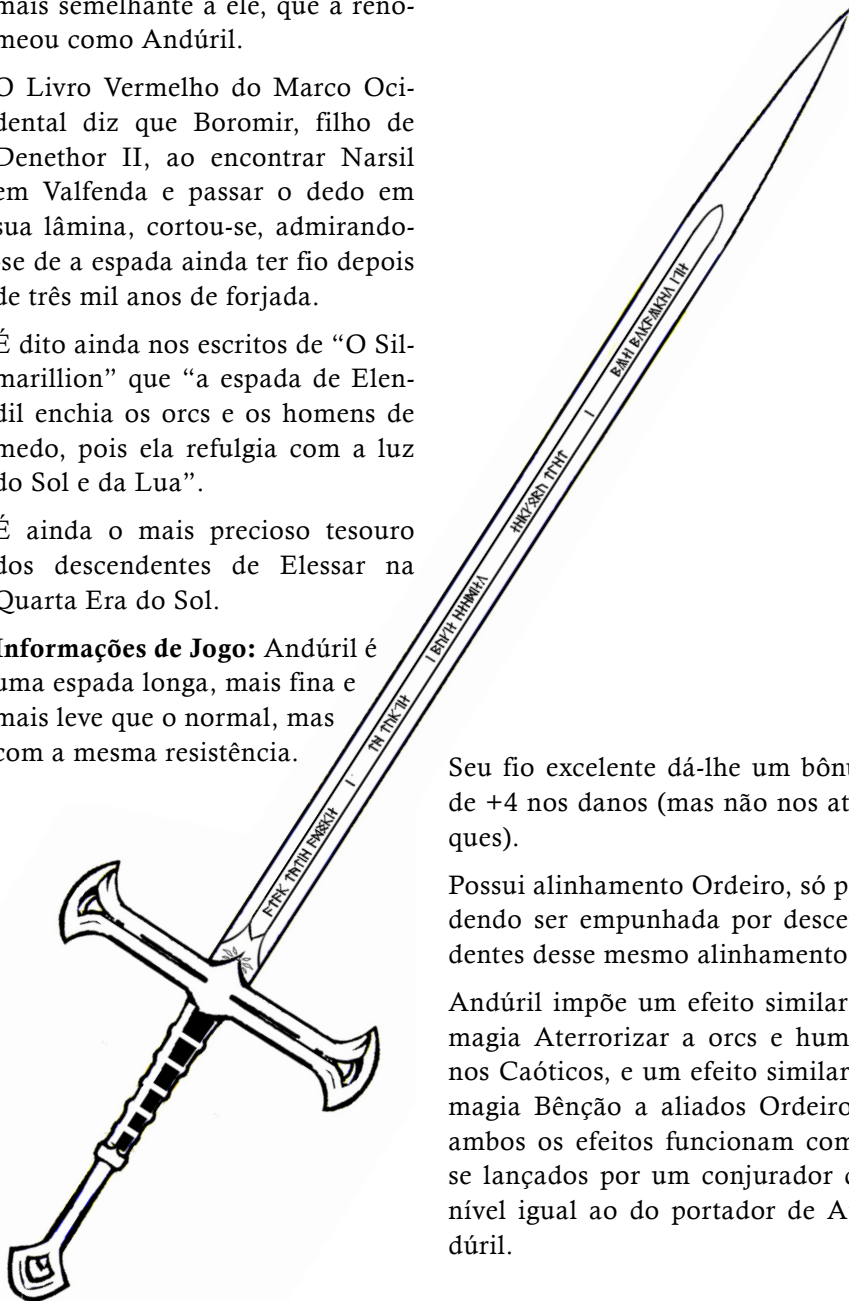 mais semelhante a ele, que a reno-
meou como Andúril.
O Livro Vermelho do Marco Oci-
dental diz que Boromir, filho de
Denethor II, ao encontrar Narsil
em Valfenda e passar o dedo em
sua lâmina, cortou-se, admirando-
-se de a espada ainda ter fio depois
de três mil anos de forjada.
É dito ainda nos escritos de “O Sil-
marillion” que “a espada de Elen-
dil enchia os orcs e os homens de
medo, pois ela refulgia com a luz
do Sol e da Lua”.
É ainda o mais precioso tesouro
dos descendentes de Elessar na
Quarta Era do Sol.
Informações de Jogo: Andúril é
uma espada longa, mais fina e
mais leve que o normal, mas
com a mesma resistência.
Seu fio excelente dá-lhe um
de +4 nos danos (mas não nos
ques).
Possui alinhamento Ordeiro, só
dendo ser empunhada por
dentes desse mesmo alinhamento
Andúril impõe um efeito similar
magia Aterrorizar a orcs e
nos Caóticos, e um efeito similar
magia Bênção a aliados
ambos os efeitos funcionam
se lançados por um conjurador
nível igual ao do portador de
dúril.